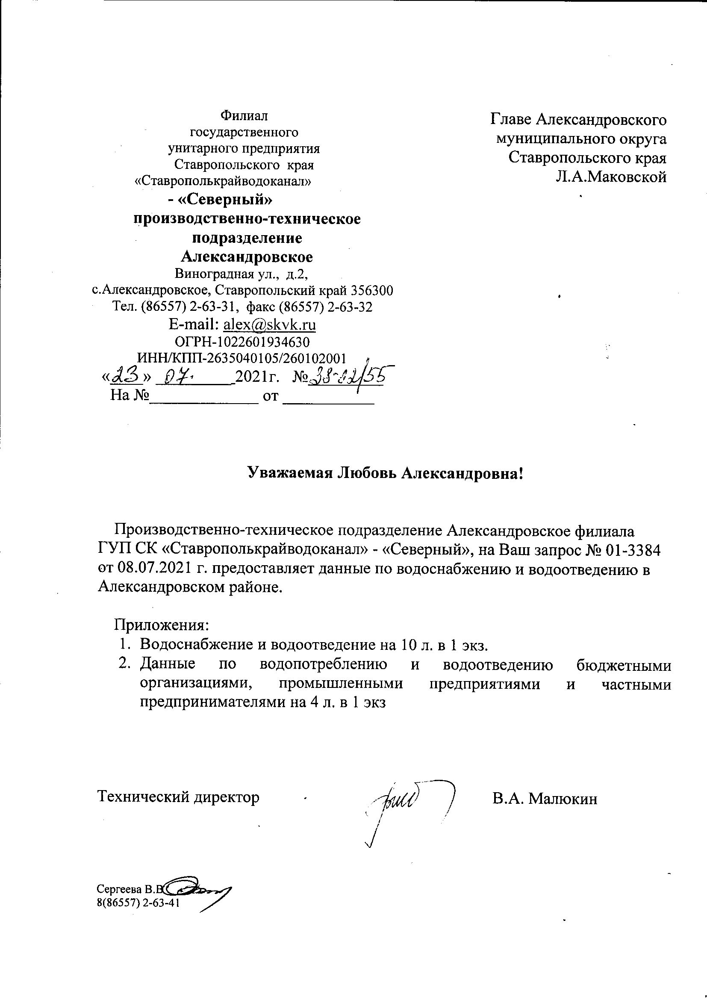 Филиал
государственного
унитарного предприятия
Ставропольского края
«Ставрополькрайводоканал»
- «Северный»
производственно-техническое
подразделение
Александровское
Виноградная ул., д.2,
с.Александровское, Ставропольский край 356300
Тел. (86557) 2-63-31, факс (86557) 2-63-32
E-mail: alex@skvk.ru
ОГРН-1022601934630
ИНН/КПП-2635040105/260102001
«23» 07. 2021г. №38-02/55
На №______________ от ____________
Главе Александровского
муниципального округа
Ставропольского края
Л.А.Маковской
Уважаемая Любовь Александровна!
Производственно-техническое подразделение Александровское филиала
ГУП СК «Ставрополькрайводоканал» - «Северный», на Ваш запрос № 01-3384
от 08.07.2021 г. предоставляет данные по водоснабжению и водоотведению в
Александровском районе.
Приложения:
1. Водоснабжение и водоотведение на 10 л. в 1 экз.
2. Данные по водопотреблению и водоотведению бюджетными
организациями, промышленными предприятиями и частными
предпринимателями на 4 л. в 1 экз
Технический директор В.А. Малюкин
Сергеева В.В
8(86557) 2-63-41